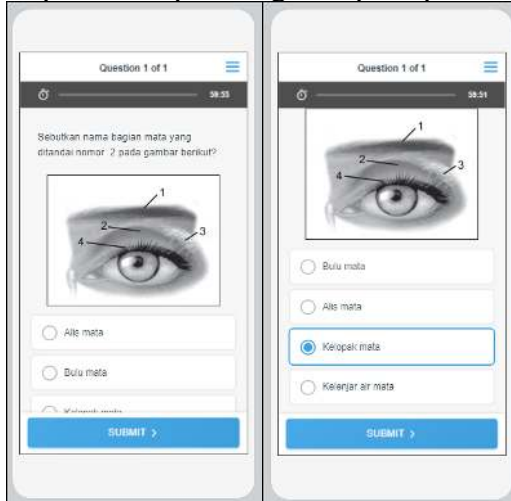 Question 1 of 1
59:55
Sebutkan nama bagian mata yang
ditandai nomor 2 pada gambar berikut?
1
2
3
4
Alis mata
Bulu mata
Kelopak mata
SUBMIT >
Question 1 of 1
59:51
1
2
3
4
Bulu mata
Alis mata
Kelopak mata
Kelenjar air mata
SUBMIT >